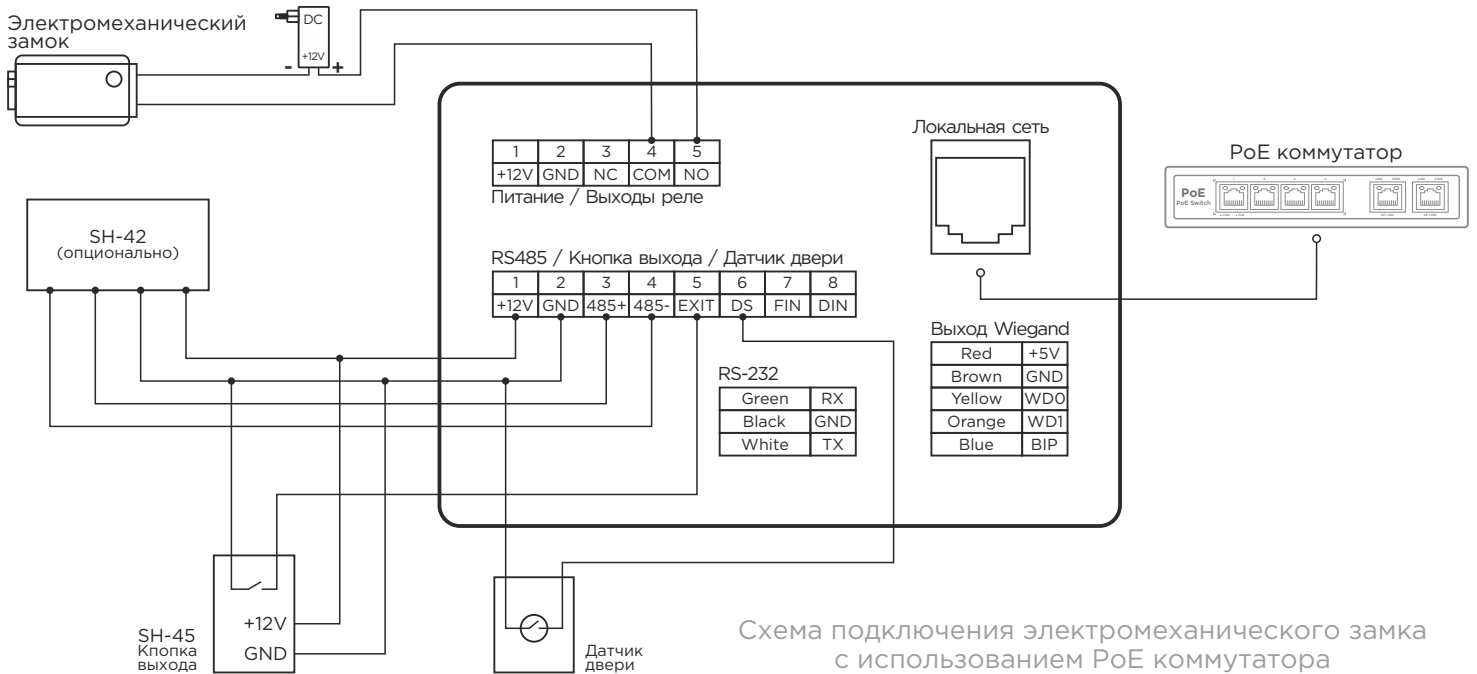 Электромеханический
замок
DC
+12V
- +
1 2 3 4 5
+12V GND NC COM NO
Питание / Выходы реле
Локальная сеть
PoE коммутатор
PoE
PoE Switch
SH-42
(опционально)
RS485 / Кнопка выхода / Датчик двери
1 2 3 4 5 6 7 8
+12V GND 485+ 485- EXIT DS FIN DIN
Выход Wiegand
Red +5V
Brown GND
Yellow WD0
Orange WD1
Blue BIP
RS-232
Green RX
Black GND
White TX
+12V
GND
SH-45
Кпопка
выхода
Датчик
двери
Схема подключения электромеханического замка
с использованием PoE коммутатора